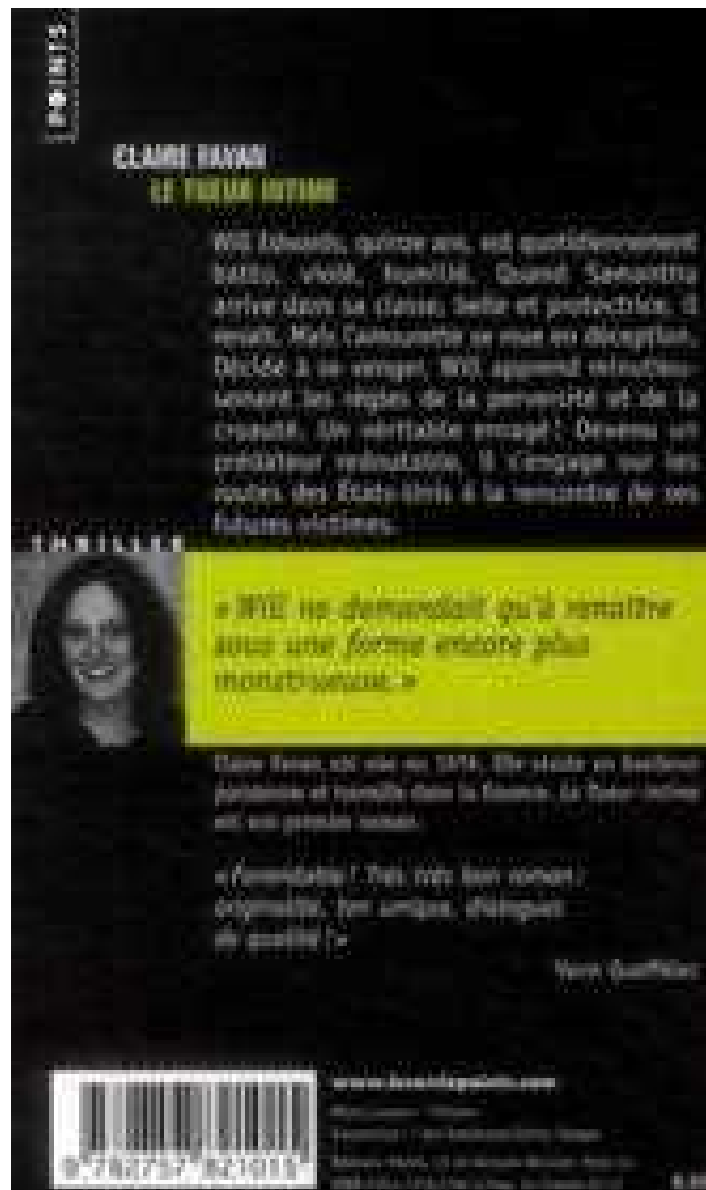 POINTS
CLAIRE FAVAN
LE TUEUR INTIME
Will Edwards, quinze ans, est quotidiennement
battu, violé, humilié. Quand Samantha
arrive dans sa classe, belle et protectrice, il
renaît. Mais l'amourette se mue en déception.
Décidé à se venger, Will apprend minutieu-
sement les règles de la perversité et de la
cruauté. Un véritable enragé ! Devenu un
prédateur redoutable, il s'engage sur les
routes des États-Unis à la rencontre de ses
futures victimes.
THRILLER
« Will ne demandait qu'à renaître
sous une forme encore plus
monstrueuse. »
Claire Favan est née en 1976. Elle réside en banlieue
parisienne et travaille dans la finance. Le Tueur intime
est son premier roman.
« Formidable ! Très très bon roman :
originalité, ton unique, dialogues
de qualité ! »
Yann Queffélec
www.lecerclepoints.com